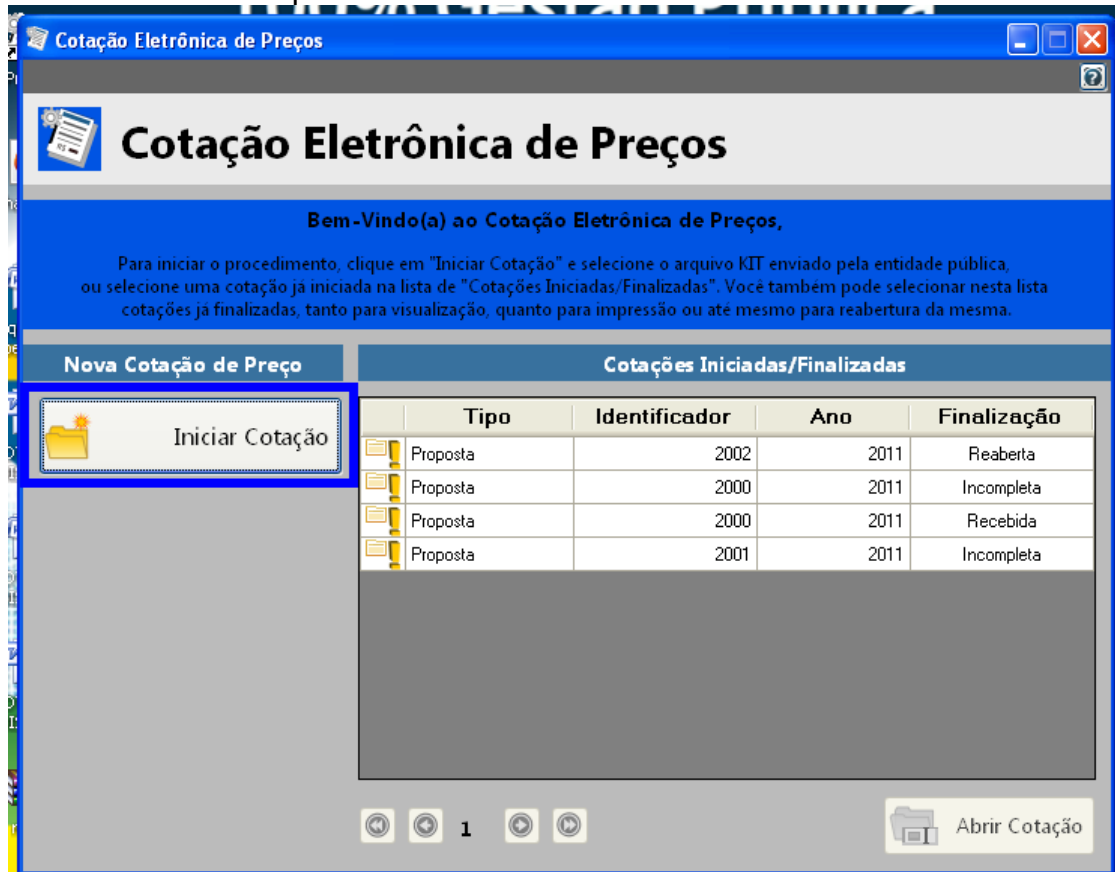 100% Gestão Pública
Cotação Eletrônica de Preços
Cotação Eletrônica de Preços
Bem-Vindo(a) ao Cotação Eletrônica de Preços,
Para iniciar o procedimento, clique em "Iniciar Cotação" e selecione o arquivo KIT enviado pela entidade pública,
ou selecione uma cotação já iniciada na lista de "Cotações Iniciadas/Finalizadas". Você também pode selecionar nesta lista
cotações já finalizadas, tanto para visualização, quanto para impressão ou até mesmo para reabertura da mesma.
Nova Cotação de Preço
Cotações Iniciadas/Finalizadas
Iniciar Cotação
Tipo Identificador Ano Finalização
Proposta 2002 2011 Reaberta
Proposta 2000 2011 Incompleta
Proposta 2000 2011 Recebida
Proposta 2001 2011 Incompleta
1
Abrir Cotação